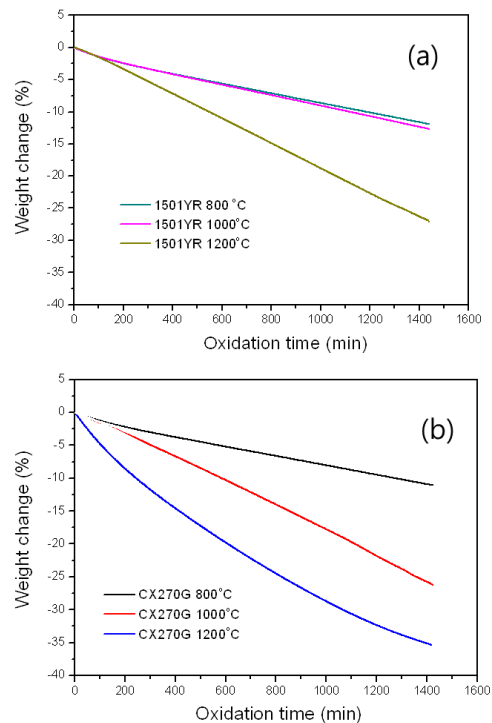 5
(a)
0
-5
-10
-15
-20
-25
-30
-35
-40
Weight change (%)
1501YR 800°C
1501YR 1000°C
1501YR 1200°C
0 200 400 600 800 1000 1200 1400 1600
Oxidation time (min)
5
(b)
0
-5
-10
-15
-20
-25
-30
-35
-40
Weight change (%)
CX270G 800°C
CX270G 1000°C
CX270G 1200°C
0 200 400 600 800 1000 1200 1400 1600
Oxidation time (min)